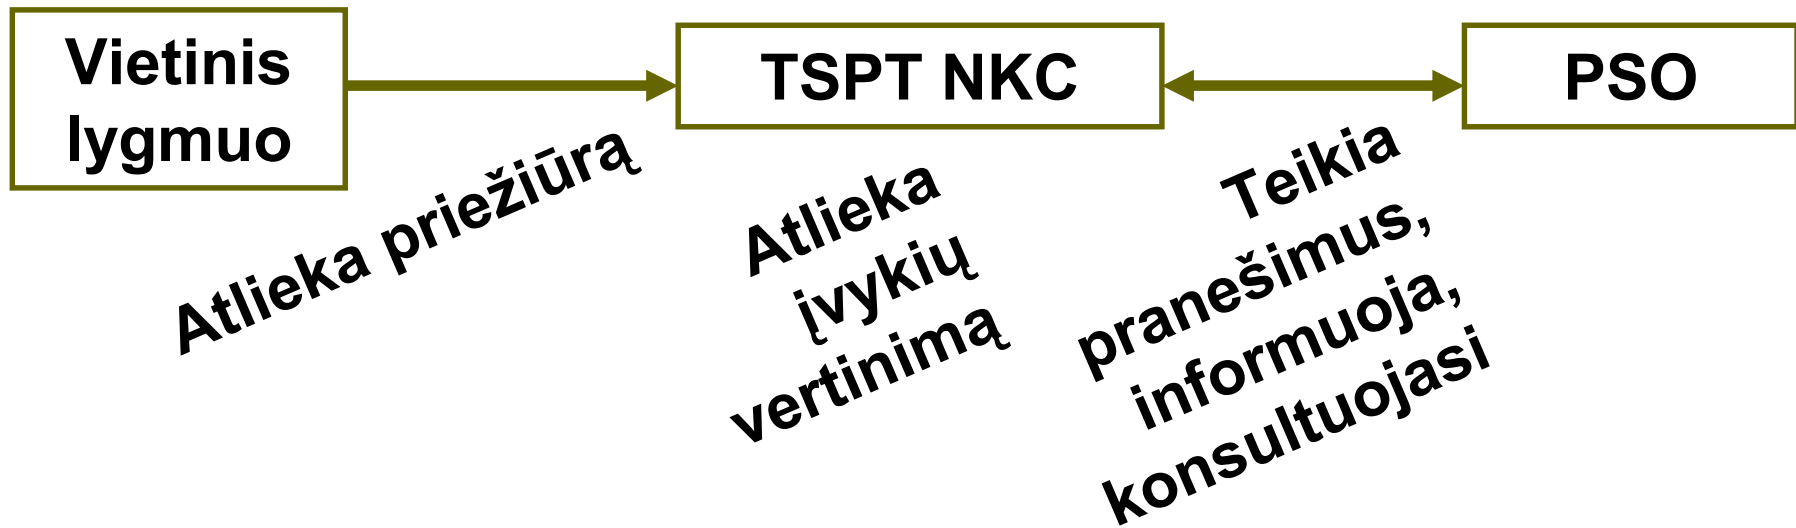 Vietinis
lygmuo
TSPT NKC
PSO
Atlieka priežiūrą
Atlieka
įvykių
vertinimą
Teikia
pranešimus,
informuoja,
konsultuojasi